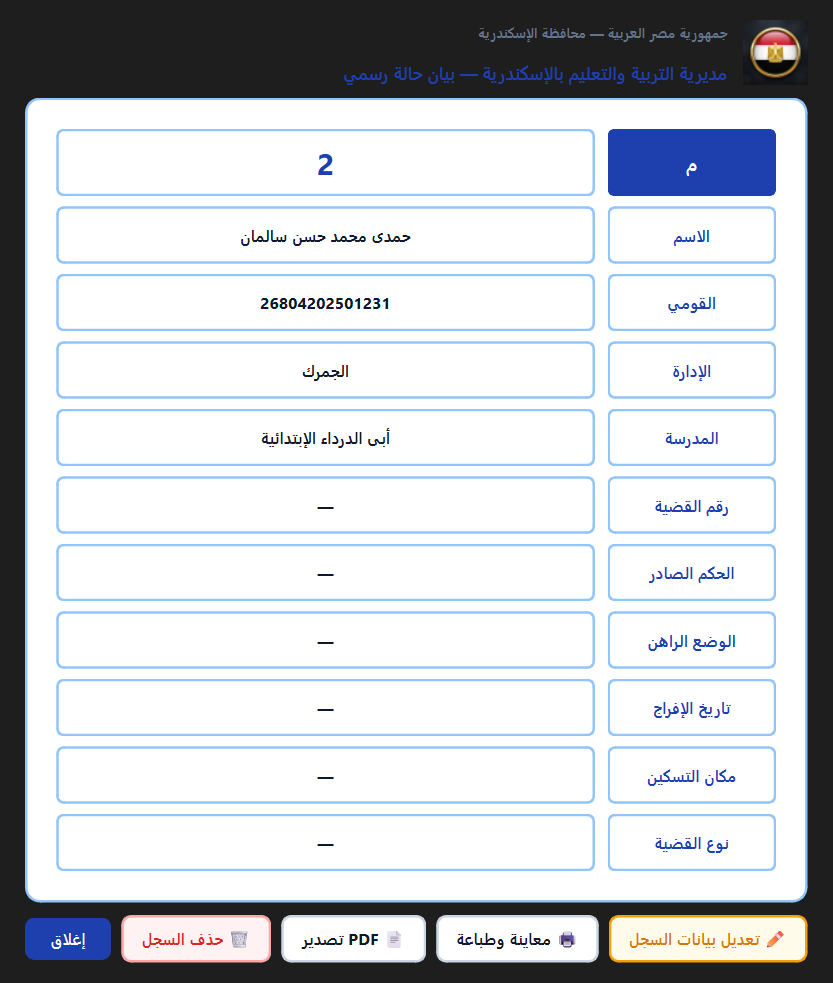 جمهورية مصر العربية — محافظة الإسكندرية
مديرية التربية والتعليم بالإسكندرية — بيان حالة رسمي
م 2
الاسم حمدى محمد حسن سالمان
القومي 26804202501231
الإدارة الجمرك
المدرسة أبى الدرداء الإبتدائية
رقم القضية —
الحكم الصادر —
الوضع الراهن —
تاريخ الإفراج —
مكان التسكين —
نوع القضية —
تعديل بيانات السجل معاينة وطباعة تصدير PDF حذف السجل إغلاق